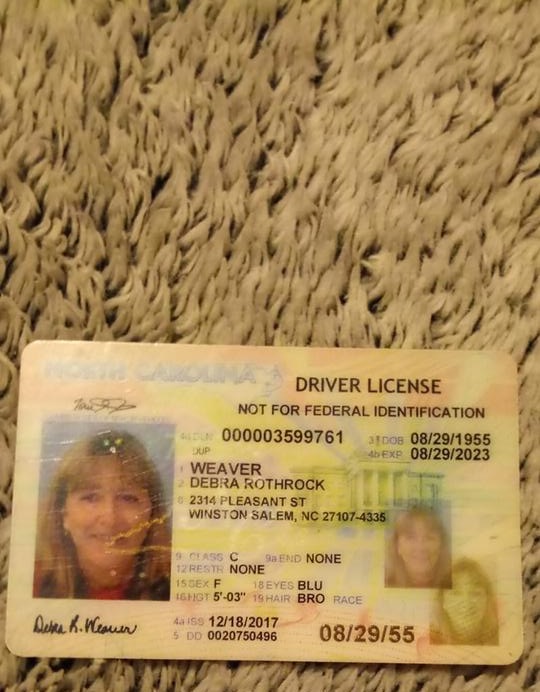 NORTH CAROLINA
DRIVER LICENSE
NOT FOR FEDERAL IDENTIFICATION
4d DLN 000003599761 3 DOB 08/29/1955
DUP 4b EXP 08/29/2023
1 WEAVER
2 DEBRA ROTHROCK
8 2314 PLEASANT ST
WINSTON SALEM, NC 27107-4335
9 CLASS C 9a END NONE
12 RESTR NONE
15 SEX F 18 EYES BLU
16 HGT 5'-03" 19 HAIR BRO RACE
4a ISS 12/18/2017
5 DD 0020750496
08/29/55
Debra R. Weaver